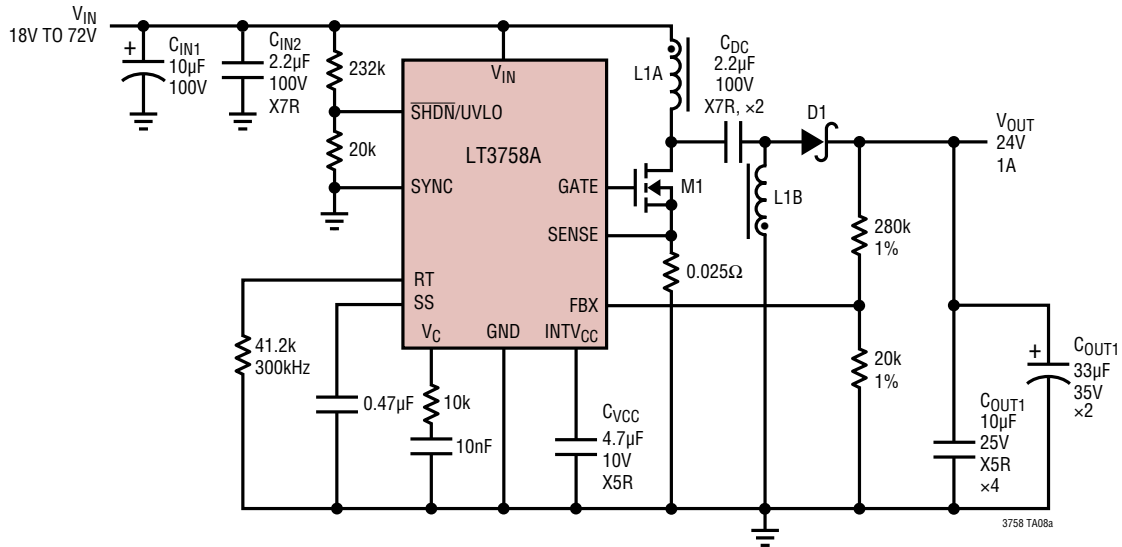 VIN
18V TO 72V
CIN1
10µF
100V
CIN2
2.2µF
100V
X7R
232k
20k
VIN
SHDN/UVLO
LT3758A
SYNC
GATE
SENSE
RT
SS
FBX
VC
GND
INTVCC
L1A
CDC
2.2µF
100V
X7R, ×2
D1
VOUT
24V
1A
M1
L1B
0.025Ω
280k
1%
20k
1%
41.2k
300kHz
0.47µF
10k
10nF
CVCC
4.7µF
10V
X5R
COUT1
10µF
25V
X5R
×4
COUT1
33µF
35V
×2
+
+
3758 TA08a